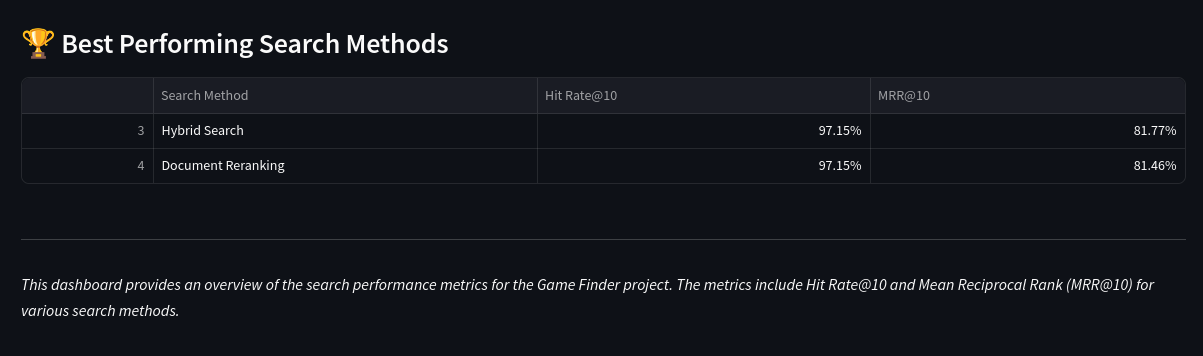 🏆 Best Performing Search Methods
Search Method Hit Rate@10 MRR@10
3 Hybrid Search 97.15% 81.77%
4 Document Reranking 97.15% 81.46%
This dashboard provides an overview of the search performance metrics for the Game Finder project. The metrics include Hit Rate@10 and Mean Reciprocal Rank (MRR@10) for
various search methods.